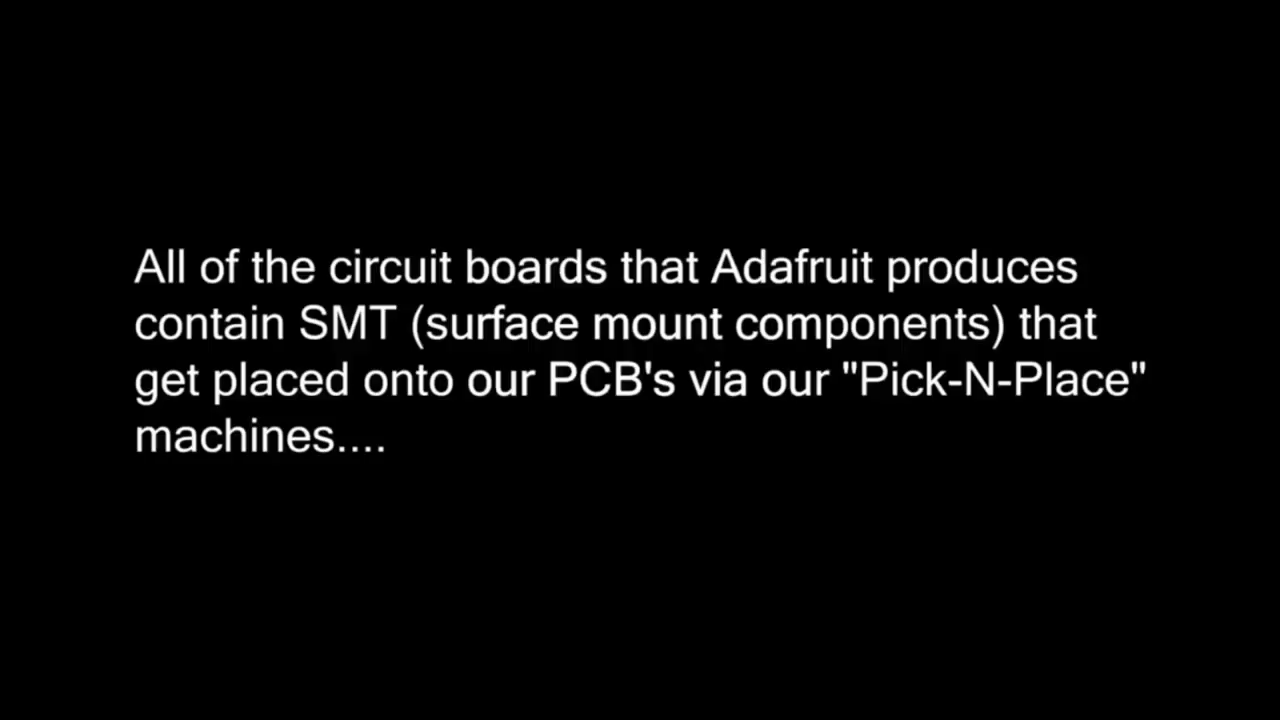 All of the circuit boards that Adafruit produces
contain SMT (surface mount components) that
get placed onto our PCB's via our "Pick-N-Place"
machines....